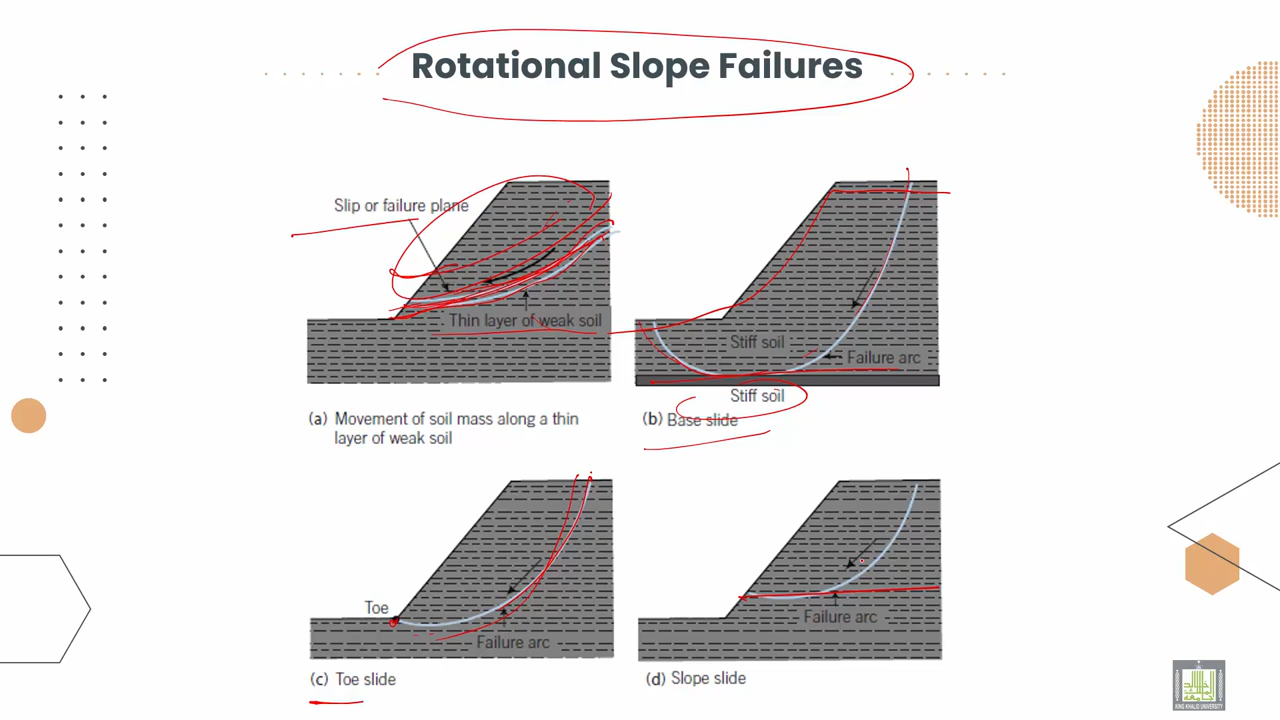 Rotational Slope Failures
Slip or failure plane
Thin layer of weak soil
(a) Movement of soil mass along a thin
layer of weak soil
Stiff soil
Failure arc
Stiff soil
(b) Base slide
Toe
Failure arc
(c) Toe slide
Failure arc
(d) Slope slide
KING KHALID UNIVERSITY